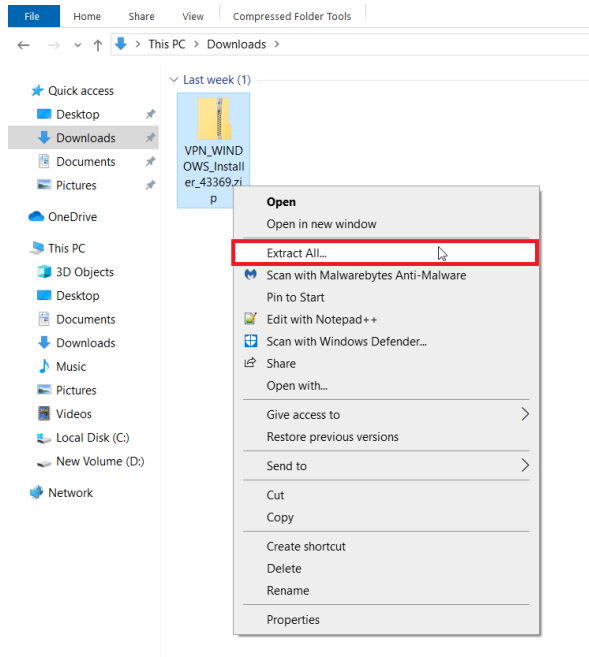 File Home Share View Compressed Folder Tools
This PC Downloads
Last week (1)
Quick access
Desktop
Downloads
Documents
Pictures
OneDrive
This PC
3D Objects
Desktop
Documents
Downloads
Music
Pictures
Videos
Local Disk (C:)
New Volume (D:)
Network
VPN_WIND
OWS_Install
er_43369.zi
p
Open
Open in new window
Extract All...
Scan with Malwarebytes Anti-Malware
Pin to Start
Edit with Notepad++
Scan with Windows Defender...
Share
Open with...
Give access to
Restore previous versions
Send to
Cut
Copy
Create shortcut
Delete
Rename
Properties